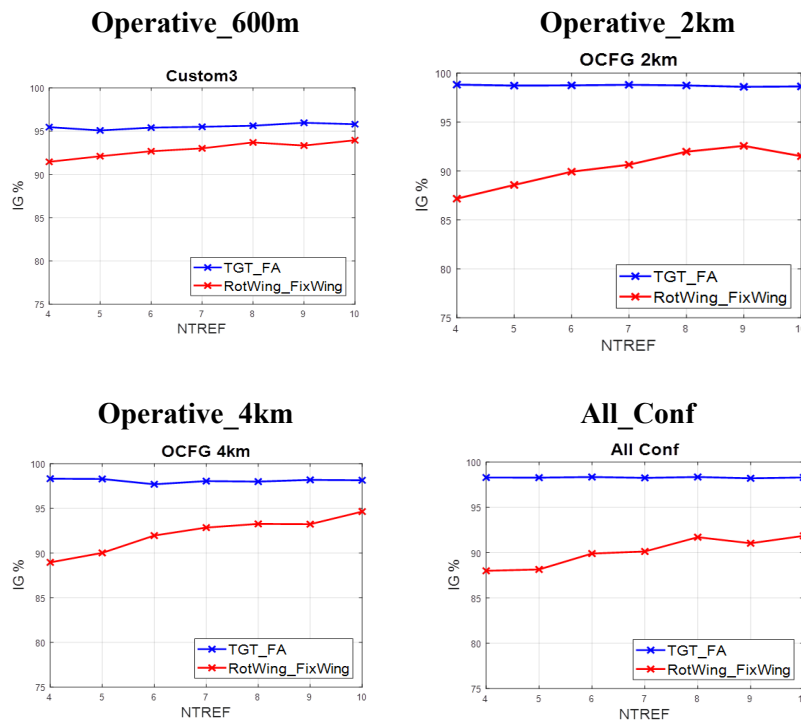 Operative_600m
Custom3
100
95
90
85
80
75
IG %
4 5 6 7 8 9 10
NTREF
TGT_FA
RotWing_FixWing
Operative_2km
OCFG 2km
100
95
90
85
80
75
IG %
4 5 6 7 8 9 10
NTREF
TGT_FA
RotWing_FixWing
Operative_4km
OCFG 4km
100
95
90
85
80
75
IG %
4 5 6 7 8 9 10
NTREF
TGT_FA
RotWing_FixWing
All_Conf
All Conf
100
95
90
85
80
75
IG %
4 5 6 7 8 9
NTREF
TGT_FA
RotWing_FixWing